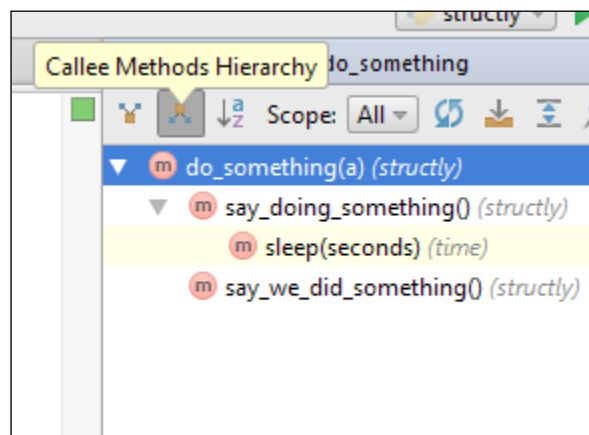 structly
Callee Methods Hierarchy do_something
a
z Scope: All
m do_something(a) (structly)
m say_doing_something() (structly)
m sleep(seconds) (time)
m say_we_did_something() (structly)